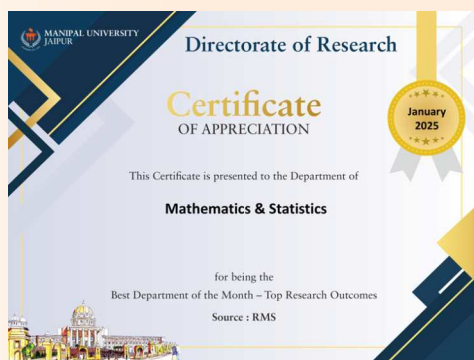 MANIPAL UNIVERSITY
JAIPUR
Directorate of Research
Certificate
OF APPRECIATION
January
2025
This Certificate is presented to the Department of
Mathematics & Statistics
for being the
Best Department of the Month – Top Research Outcomes
Source : RMS